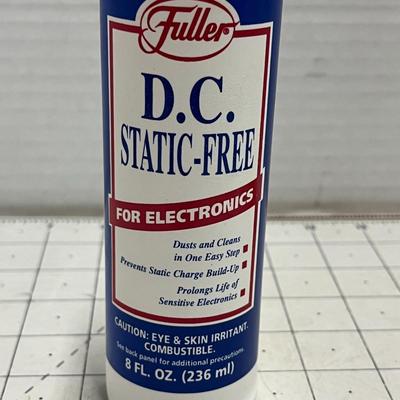 Fuller®
D.C.
STATIC-FREE
FOR ELECTRONICS
Dusts and Cleans
in One Easy Step ■
Prevents Static Charge Build-Up ■
Prolongs Life of
Sensitive Electronics ■
CAUTION: EYE & SKIN IRRITANT.
COMBUSTIBLE.
See back panel for additional precautions.
8 FL. OZ. (236 ml)